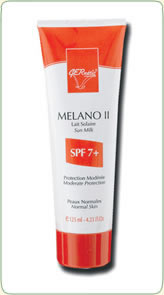 MELANO II
Lait Solaire
Sun Milk
SPF 7+
Protection Modérée
Moderate Protection
Peaux Normales
Normal Skin